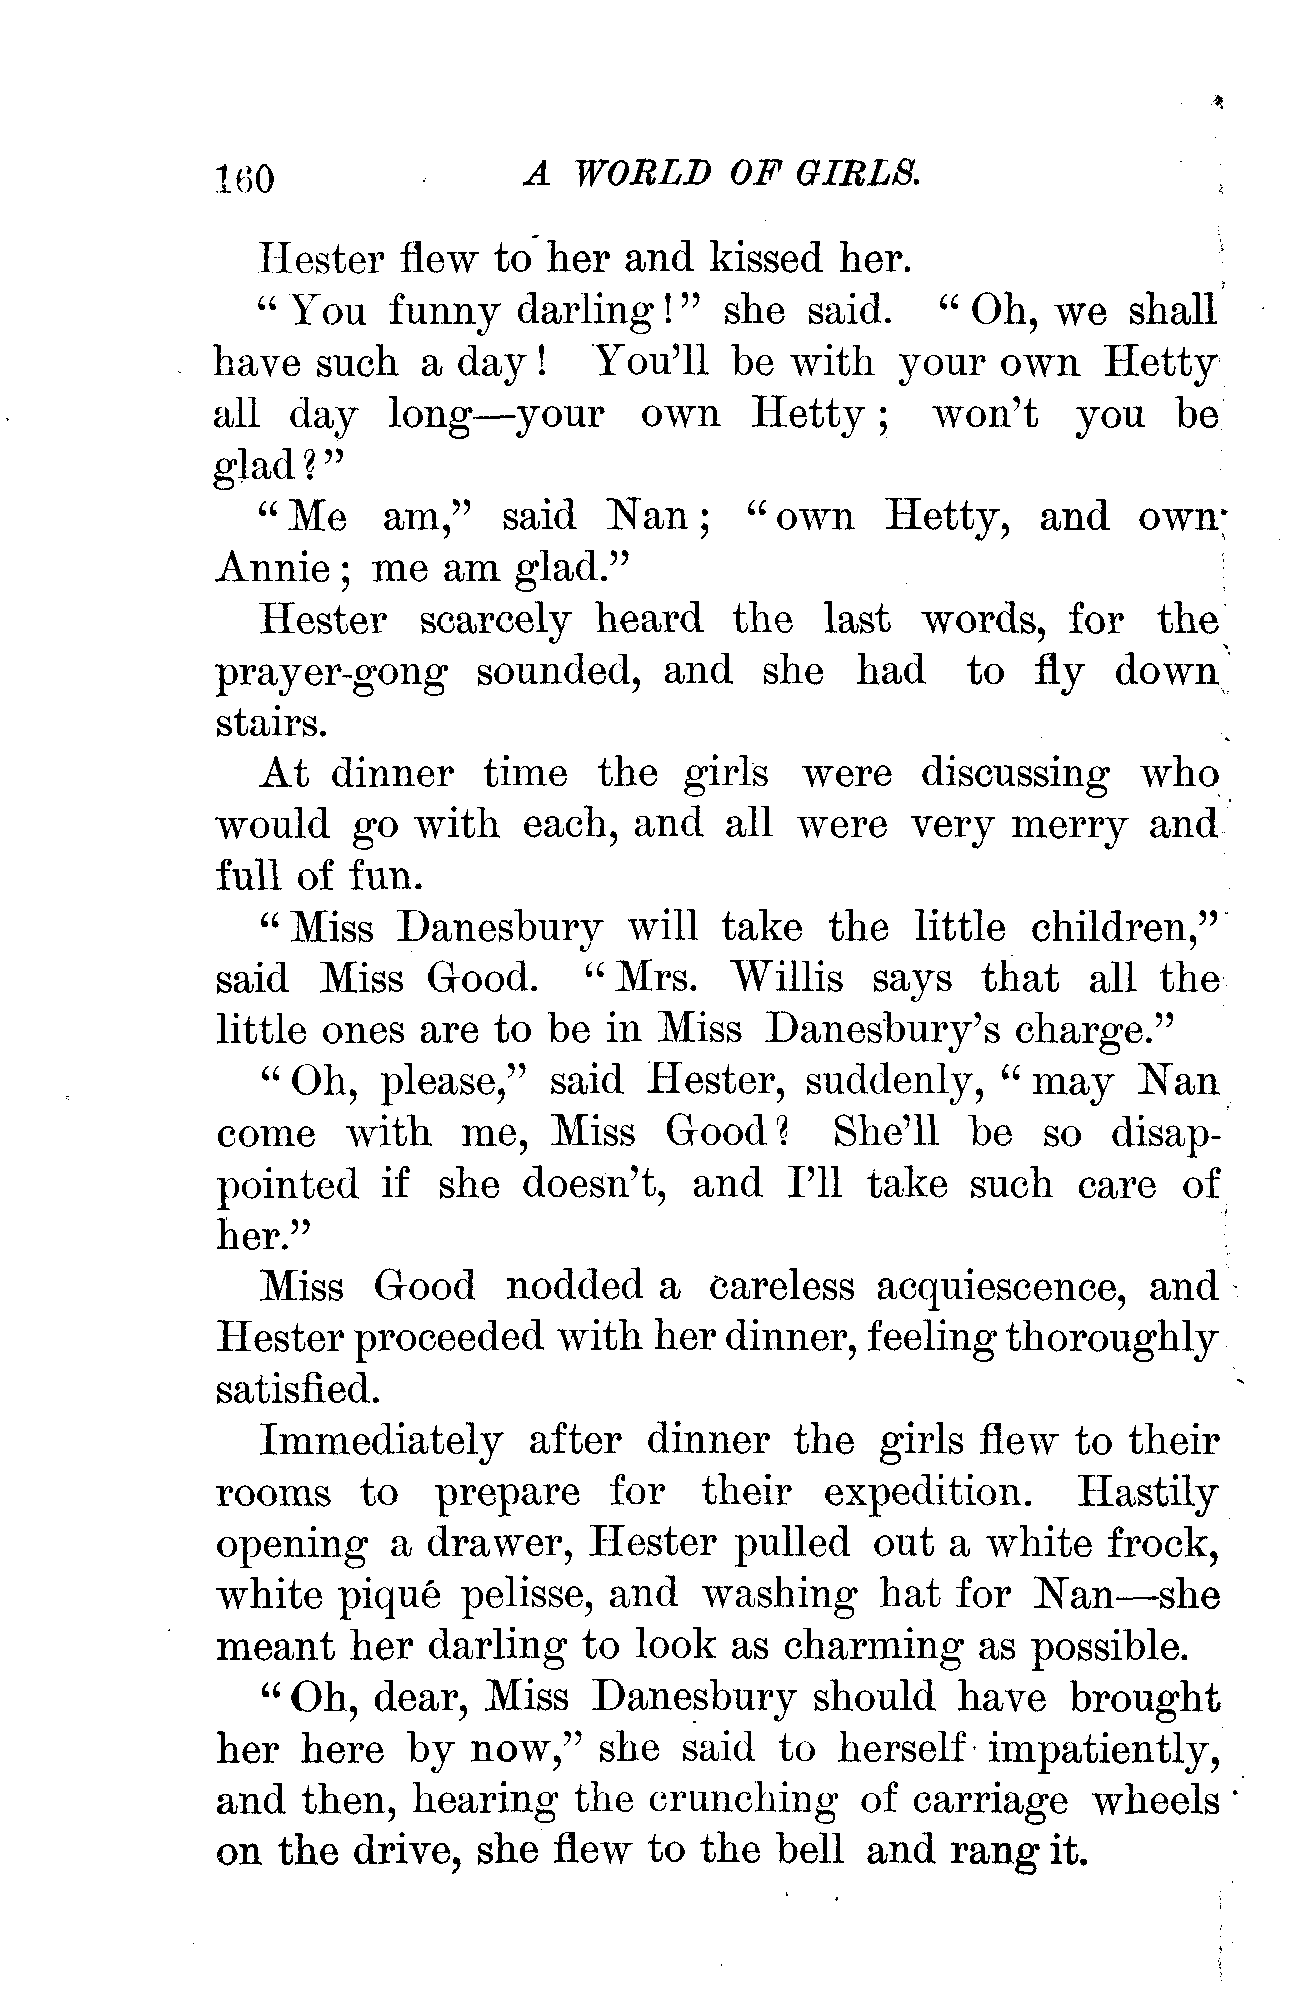 160 A WORLD OF GIRLS.
Hester flew to her and kissed her.
“ You funny darling!” she said. “ Oh, we shall
have such a day! You'll be with your own Hetty
all day long—your own Hetty; won't you be
glad?”
“ Me am,” said Nan; “ own Hetty, and own
Annie; me am glad.”
Hester scarcely heard the last words, for the
prayer-gong sounded, and she had to fly down
stairs.
At dinner time the girls were discussing who
would go with each, and all were very merry and
full of fun.
“ Miss Danesbury will take the little children,”
said Miss Good. “ Mrs. Willis says that all the
little ones are to be in Miss Danesbury's charge.”
“ Oh, please,” said Hester, suddenly, “ may Nan
come with me, Miss Good? She'll be so disap-
pointed if she doesn't, and I'll take such care of
her.”
Miss Good nodded a careless acquiescence, and
Hester proceeded with her dinner, feeling thoroughly
satisfied.
Immediately after dinner the girls flew to their
rooms to prepare for their expedition. Hastily
opening a drawer, Hester pulled out a white frock,
white piqué pelisse, and washing hat for Nan—she
meant her darling to look as charming as possible.
“ Oh, dear, Miss Danesbury should have brought
her here by now,” she said to herself impatiently,
and then, hearing the crunching of carriage wheels
on the drive, she flew to the bell and rang it.